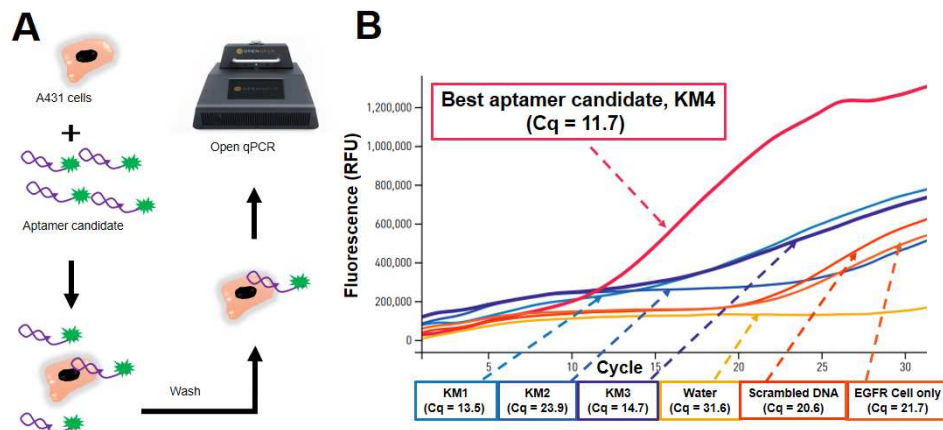 A
A431 cells
+
Aptamer candidate
Wash
Open qPCR
B
Best aptamer candidate, KM4
(Cq = 11.7)
Fluorescence (RFU)
1,200,000
1,000,000
800,000
600,000
400,000
200,000
0
5
10
15
20
25
30
Cycle
KM1
(Cq = 13.5)
KM2
(Cq = 23.9)
KM3
(Cq = 14.7)
Water
(Cq = 31.6)
Scrambled DNA
(Cq = 20.6)
EGFR Cell only
(Cq = 21.7)